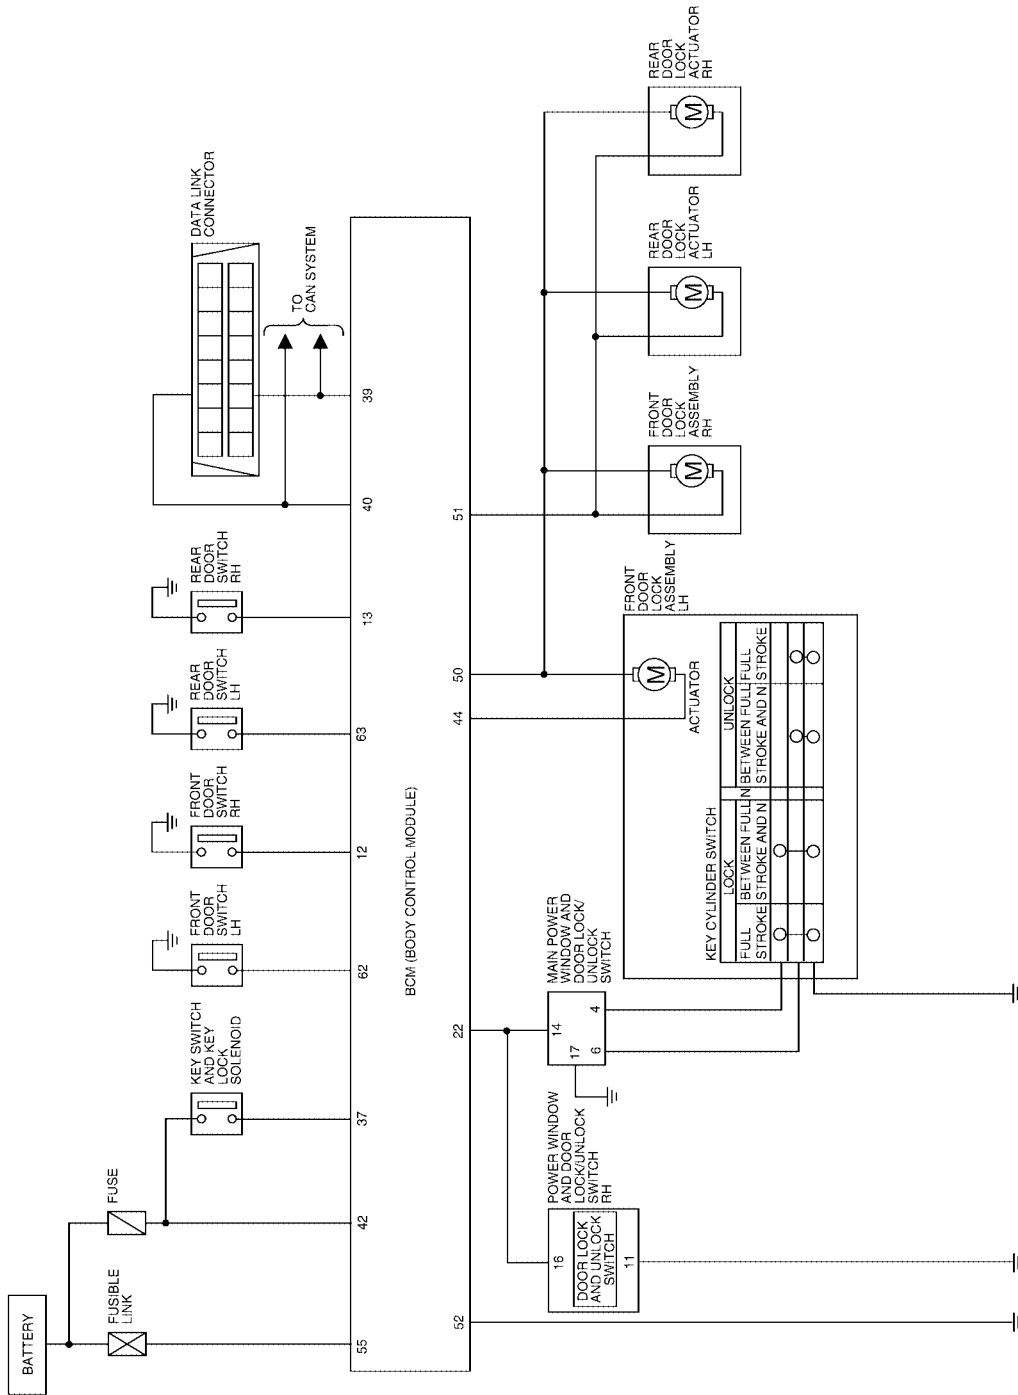 BATTERY
FUSIBLE
LINK
FUSE
KEY SWITCH
AND KEY
LOCK
SOLENOID
FRONT
DOOR
SWITCH
LH
FRONT
DOOR
SWITCH
RH
REAR
DOOR
SWITCH
LH
REAR
DOOR
SWITCH
RH
DATA LINK
CONNECTOR
TO
CAN SYSTEM
55
42
37
62
12
63
13
40
39
BCM (BODY CONTROL MODULE)
52
22
44
50
51
POWER WINDOW
AND DOOR
LOCK/UNLOCK
SWITCH
RH
16
DOOR LOCK
AND UNLOCK
SWITCH
11
MAIN POWER
WINDOW AND
DOOR LOCK/
UNLOCK
SWITCH
14
17
6
4
FRONT
DOOR
LOCK
ASSEMBLY
LH
M
ACTUATOR
KEY CYLINDER SWITCH
LOCK
UNLOCK
FULL
STROKE
BETWEEN FULL
STROKE AND N
N
BETWEEN FULL
STROKE AND N
FULL
STROKE
FRONT
DOOR
LOCK
ASSEMBLY
RH
M
REAR
DOOR
LOCK
ACTUATOR
LH
M
REAR
DOOR
LOCK
ACTUATOR
RH
M